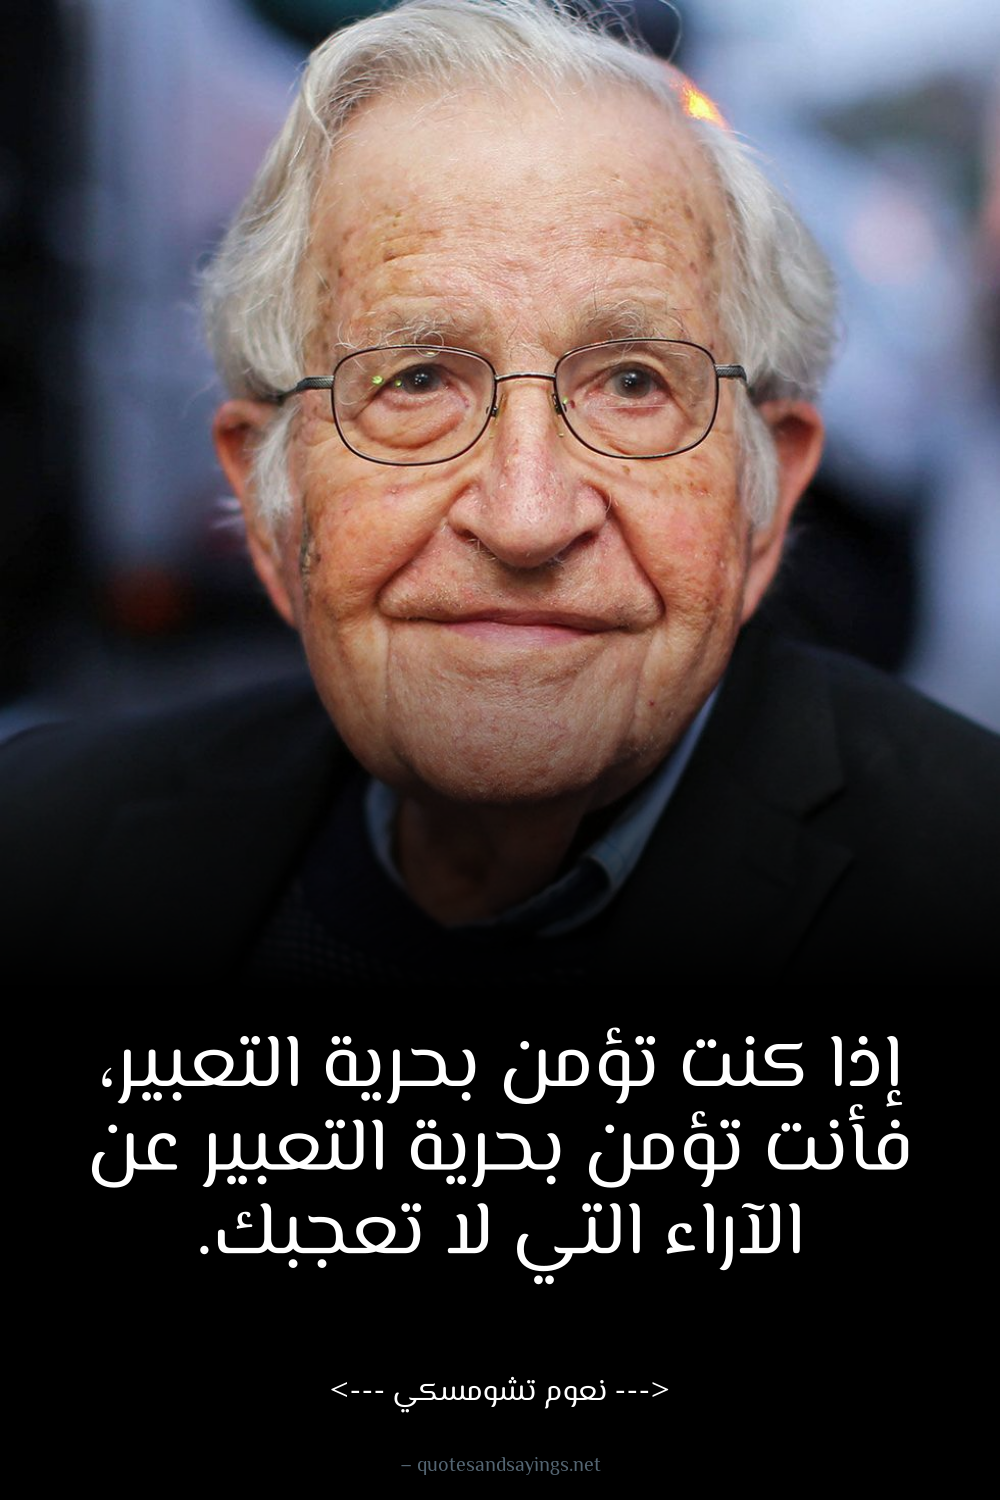 إذا كنت تؤمن بحرية التعبير،
فأنت تؤمن بحرية التعبير عن
الآراء التي لا تعجبك.
<--- نعوم تشومسكي --->
– quotesandsayings.net